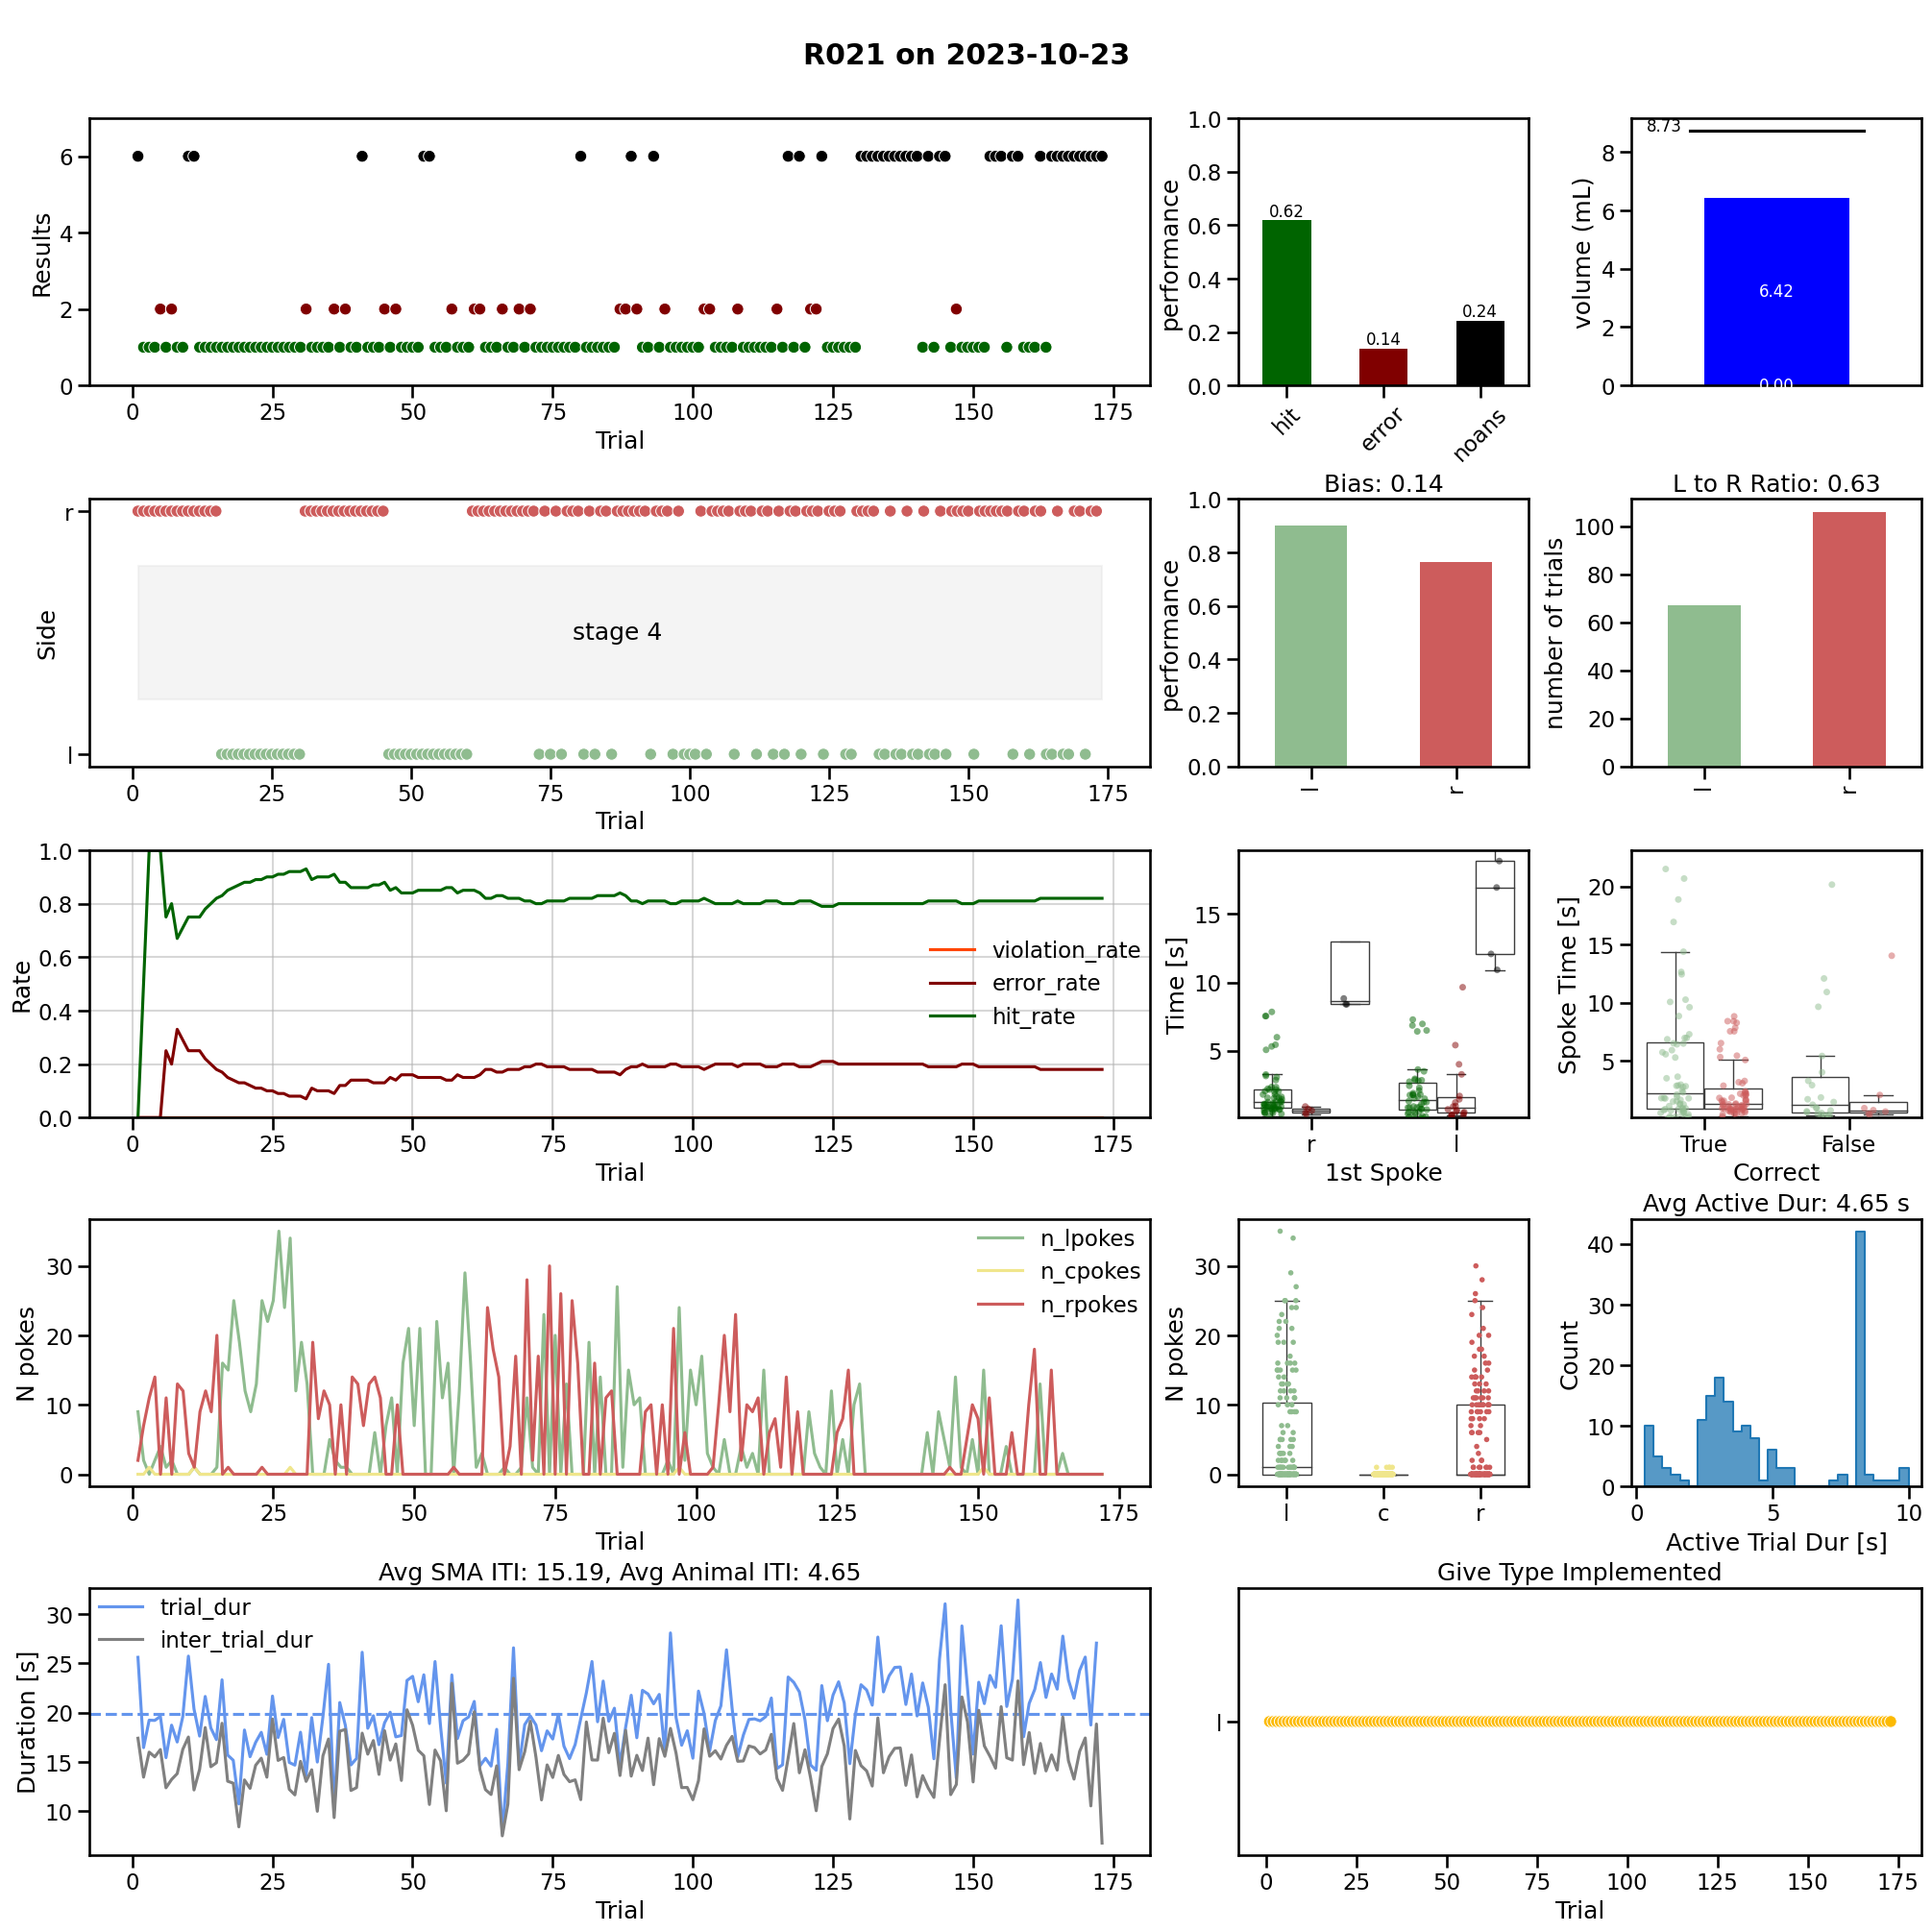 R021 on 2023-10-23
Results
0
2
4
6
0
25
50
75
100
125
150
175
Trial
performance
0.0
0.2
0.4
0.6
0.8
1.0
0.62
0.14
0.24
hit
error
noans
volume (mL)
0
2
4
6
8
8.73
6.42
0.00
Side
r
l
stage 4
0
25
50
75
100
125
150
175
Trial
Bias: 0.14
performance
0.0
0.2
0.4
0.6
0.8
1.0
l
r
L to R Ratio: 0.63
number of trials
0
20
40
60
80
100
l
r
Rate
0.0
0.2
0.4
0.6
0.8
1.0
violation_rate
error_rate
hit_rate
0
25
50
75
100
125
150
175
Trial
Time [s]
5
10
15
r
l
1st Spoke
Spoke Time [s]
5
10
15
20
True
False
Correct
N pokes
0
10
20
30
n_lpokes
n_cpokes
n_rpokes
0
25
50
75
100
125
150
175
Trial
N pokes
0
10
20
30
l
c
r
Avg Active Dur: 4.65 s
Count
0
10
20
30
40
0
5
10
Active Trial Dur [s]
Avg SMA ITI: 15.19, Avg Animal ITI: 4.65
Duration [s]
10
15
20
25
30
trial_dur
inter_trial_dur
0
25
50
75
100
125
150
175
Trial
Give Type Implemented
l
0
25
50
75
100
125
150
175
Trial